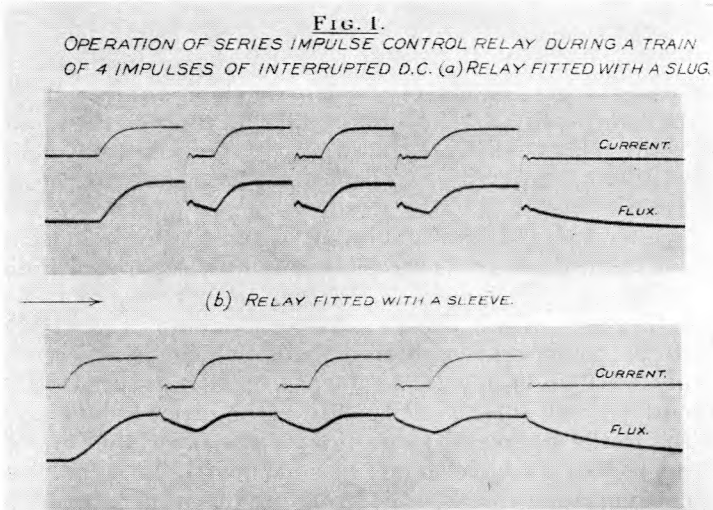 FIG. 1.
OPERATION OF SERIES IMPULSE CONTROL RELAY DURING A TRAIN
OF 4 IMPULSES OF INTERRUPTED D.C. (a) RELAY FITTED WITH A SLUG.
CURRENT.
FLUX.
(b) RELAY FITTED WITH A SLEEVE.
CURRENT.
FLUX.